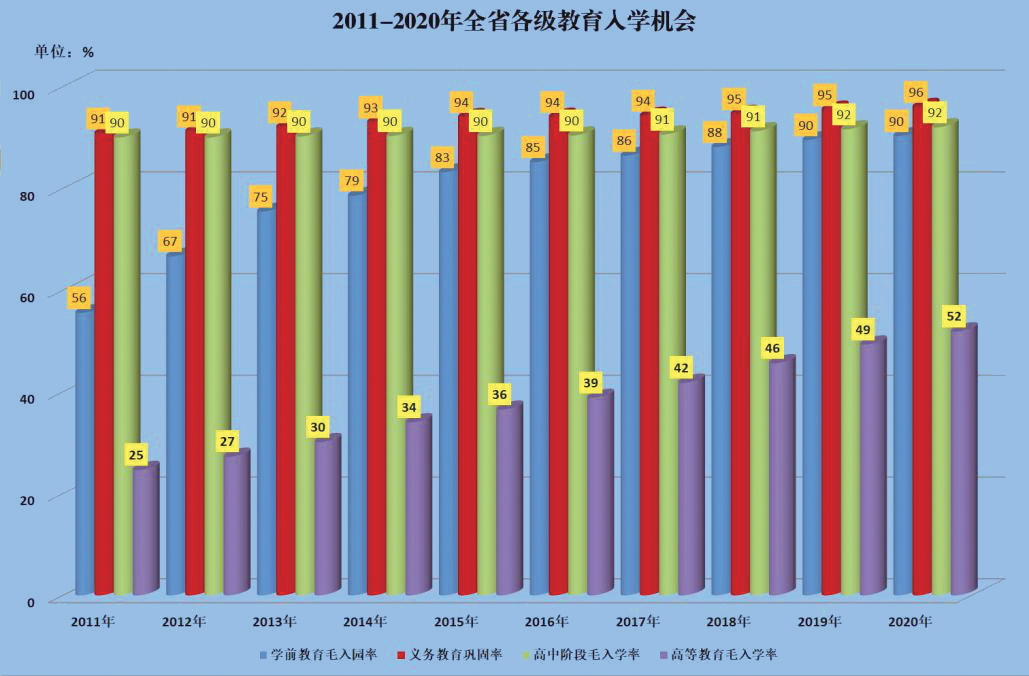 2011-2020年全省各级教育入学机会
单位：%
100
80
60
40
20
0
56 91 90 25
67 91 90 27
75 92 90 30
79 93 90 34
83 94 90 36
85 94 90 39
86 94 91 42
88 95 91 46
90 95 92 49
90 96 92 52
2011年 2012年 2013年 2014年 2015年 2016年 2017年 2018年 2019年 2020年
学前教育毛入园率 义务教育巩固率 高中阶段毛入学率 高等教育毛入学率